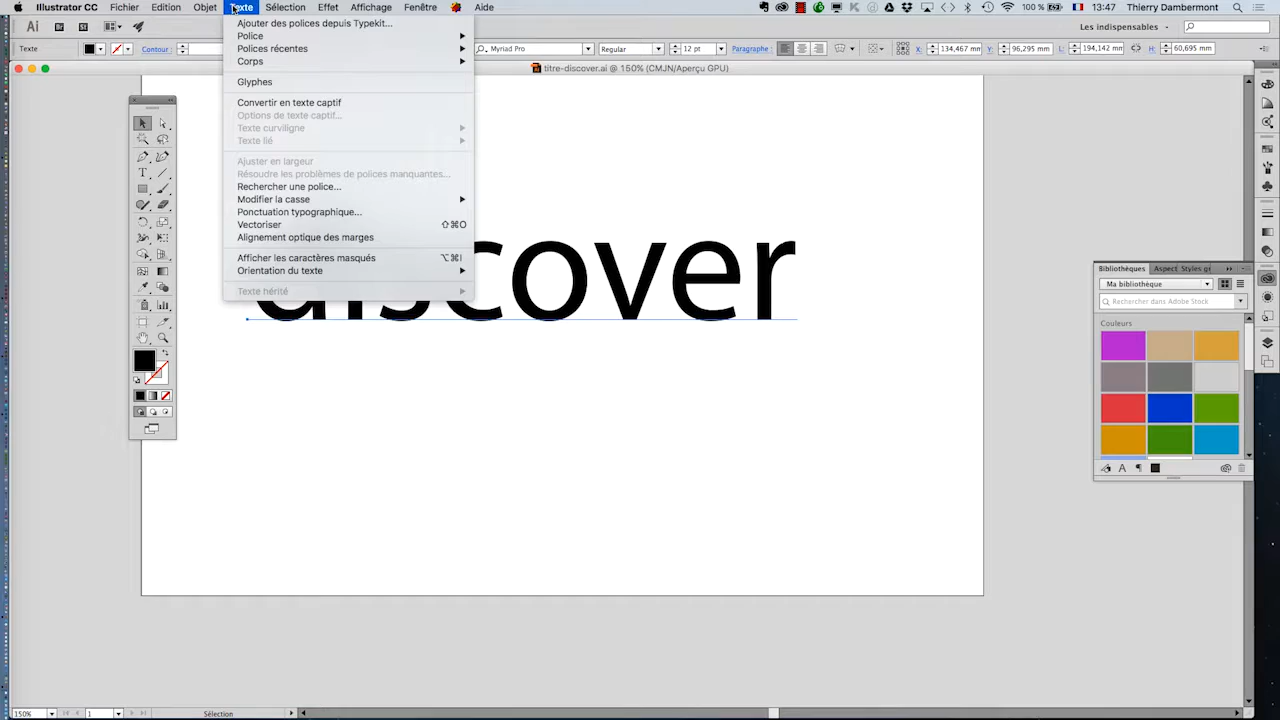 Illustrator CC Fichier Edition Objet Texte Sélection Effet Affichage Fenêtre Aide 100 % 13:47 Thierry Dambermont
Ai Br St Les indispensables
Texte Contour : Myriad Pro Regular 12 pt Paragraphe : X: 134,467 mm Y: 96,295 mm L: 194,142 mm H: 60,695 mm
titre-discover.ai @ 150% (CMJN/Aperçu GPU)
Ajouter des polices depuis Typekit...
Police
Polices récentes
Corps
Glyphes
Convertir en texte captif
Options de texte captif...
Texte curviligne
Texte lié
Ajuster en largeur
Résoudre les problèmes de polices manquantes...
Rechercher une police...
Modifier la casse
Ponctuation typographique...
Vectoriser ⇧⌘O
Alignement optique des marges
Afficher les caractères masqués ⌥⌘I
Orientation du texte
Texte hérité
discover
Bibliothèques Aspect Styles gr
Ma bibliothèque
Rechercher dans Adobe Stock
Couleurs
150% 1 Sélection